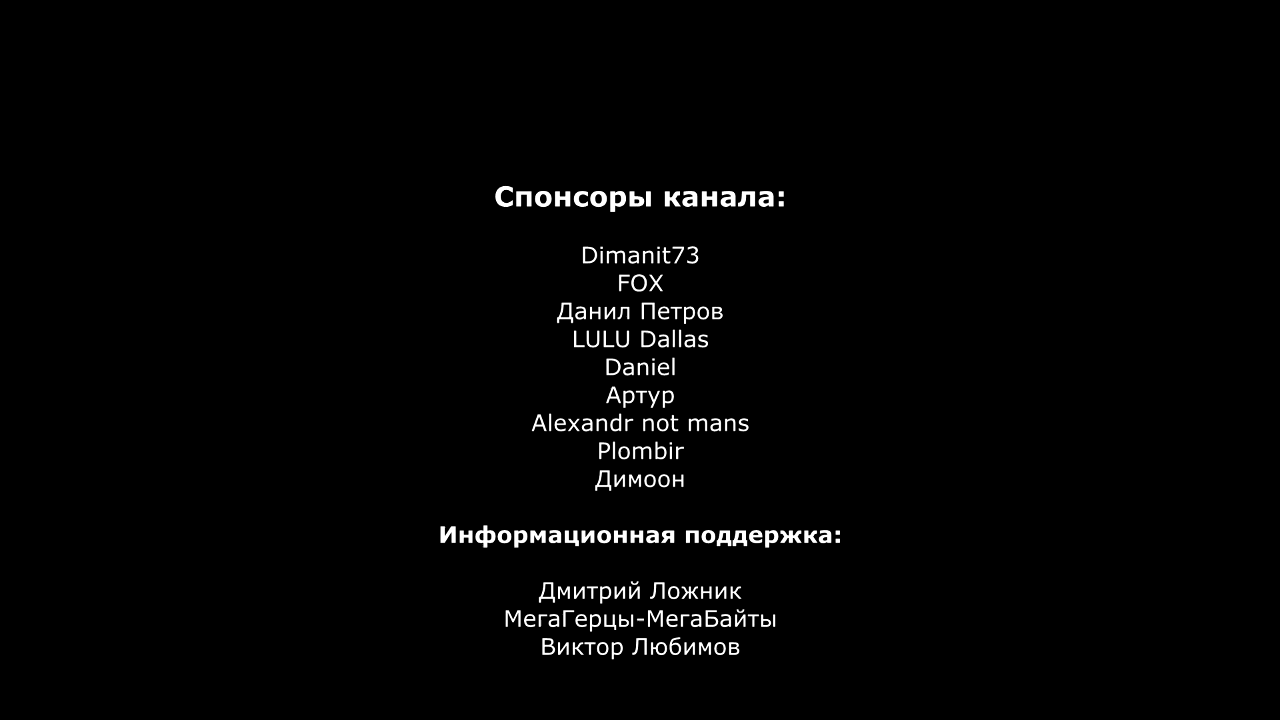 Спонсоры канала:
Dimanit73
FOX
Данил Петров
LULU Dallas
Daniel
Артур
Alexandr not mans
Plombir
Димоон
Информационная поддержка:
Дмитрий Ложник
МегаГерцы-МегаБайты
Виктор Любимов